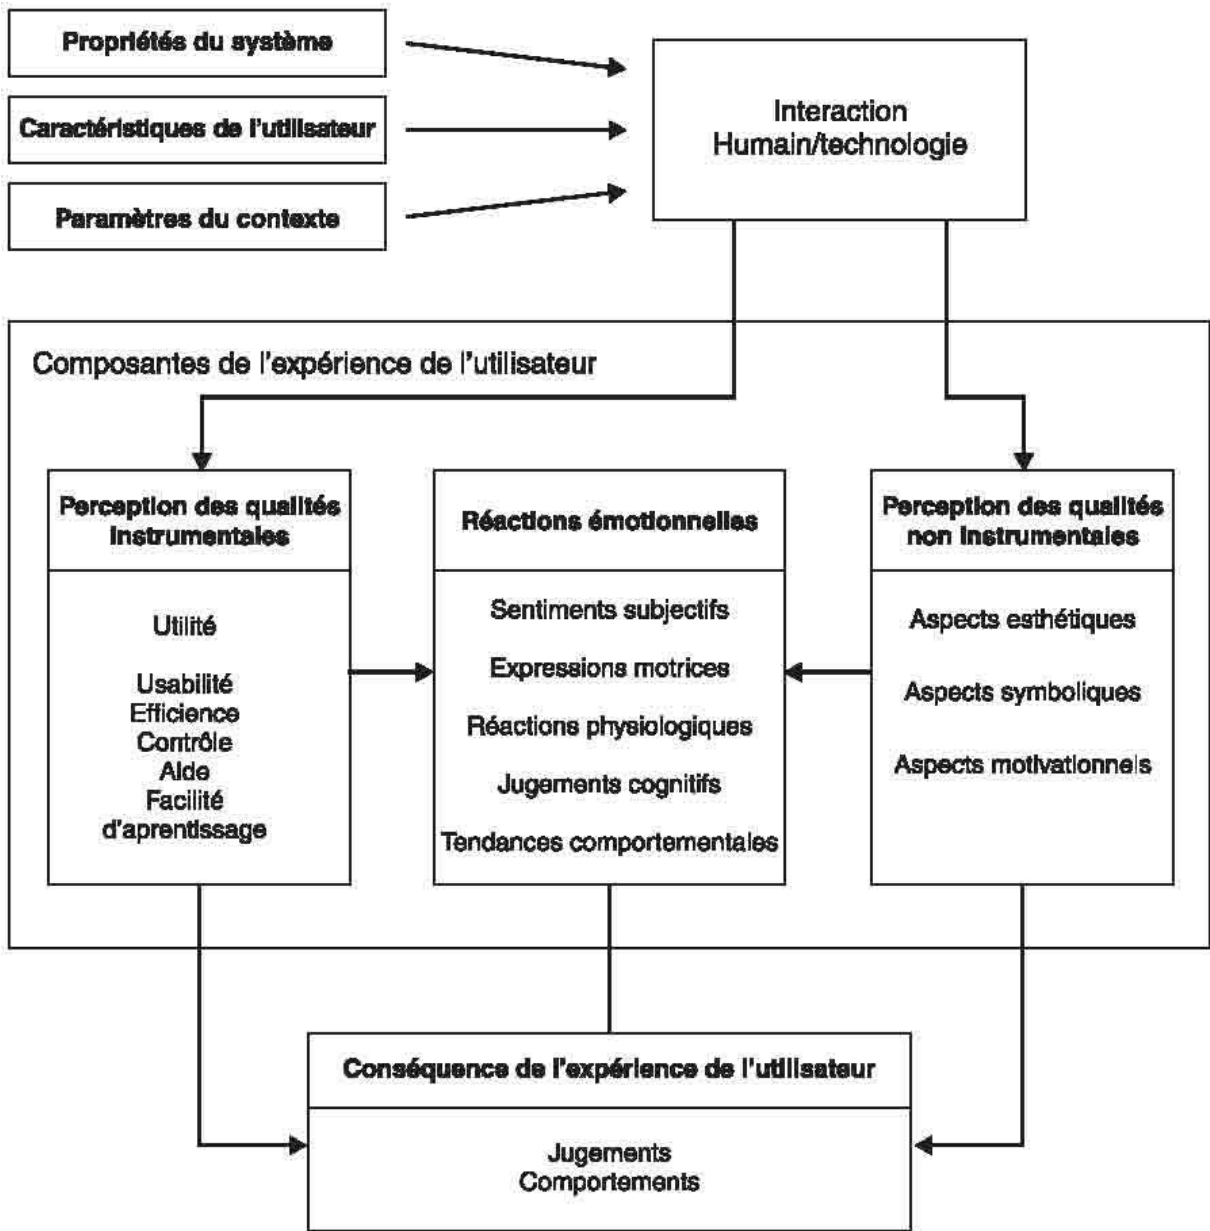 Propriétés du système
Caractéristiques de l'utilisateur
Paramètres du contexte
Interaction
Humain/technologie
Composantes de l'expérience de l'utilisateur
Perception des qualités
instrumentales
Utilité
Usabilité
Efficience
Contrôle
Aide
Facilité
d'aprentissage
Réactions émotionnelles
Sentiments subjectifs
Expressions motrices
Réactions physiologiques
Jugements cognitifs
Tendances comportementales
Perception des qualités
non instrumentales
Aspects esthétiques
Aspects symboliques
Aspects motivationnels
Conséquence de l'expérience de l'utilisateur
Jugements
Comportements